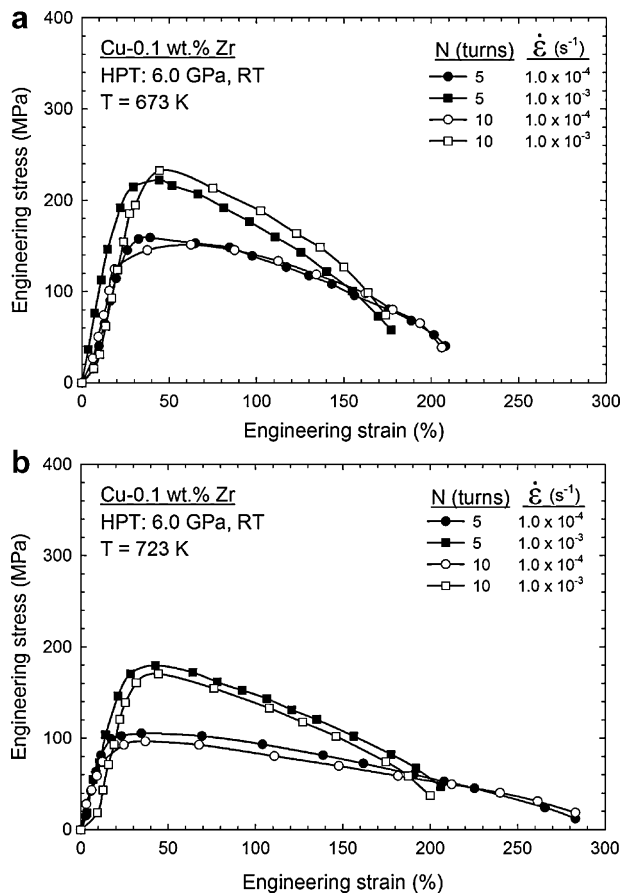 a
400
300
200
100
0
Engineering stress (MPa)
Cu-0.1 wt.% Zr
HPT: 6.0 GPa, RT
T = 673 K
N (turns) ε̇ (s⁻¹)
5 1.0 x 10⁻⁴
5 1.0 x 10⁻³
10 1.0 x 10⁻⁴
10 1.0 x 10⁻³
0 50 100 150 200 250 300
Engineering strain (%)
b
400
300
200
100
0
Engineering stress (MPa)
Cu-0.1 wt.% Zr
HPT: 6.0 GPa, RT
T = 723 K
N (turns) ε̇ (s⁻¹)
5 1.0 x 10⁻⁴
5 1.0 x 10⁻³
10 1.0 x 10⁻⁴
10 1.0 x 10⁻³
0 50 100 150 200 250 300
Engineering strain (%)